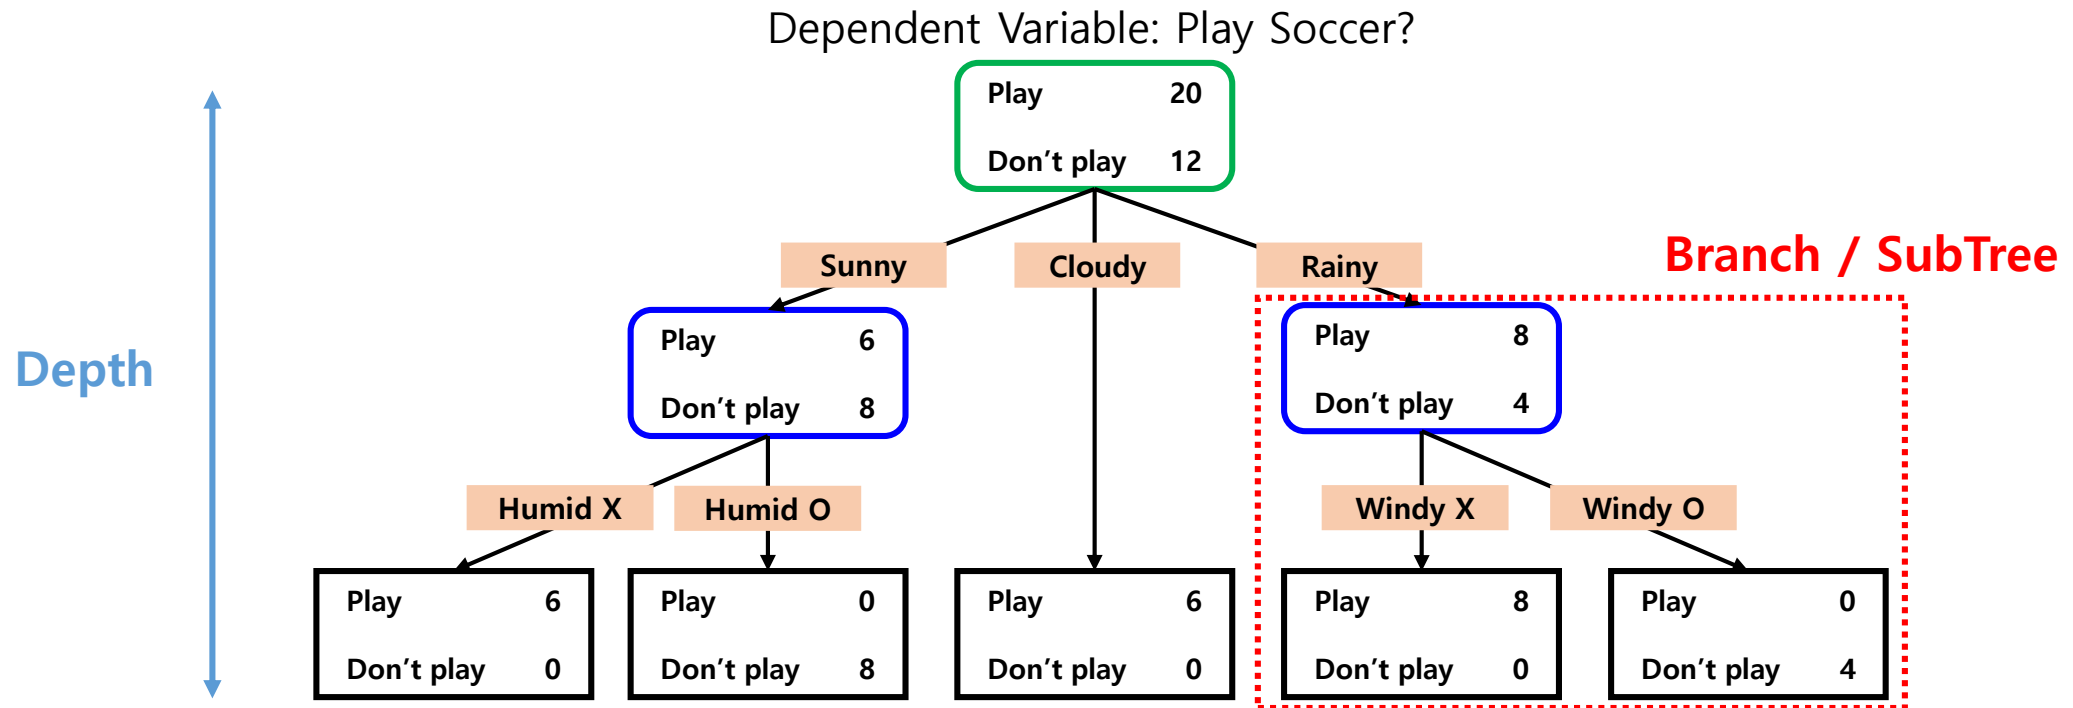 Dependent Variable: Play Soccer?
Play 20
Don't play 12
Sunny
Cloudy
Rainy
Branch / SubTree
Depth
Play 6
Don't play 8
Play 8
Don't play 4
Humid X
Humid O
Windy X
Windy O
Play 6
Don't play 0
Play 0
Don't play 8
Play 6
Don't play 0
Play 8
Don't play 0
Play 0
Don't play 4